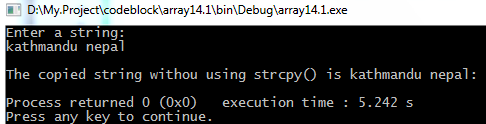 D:\My.Project\codeblock\array14.1\bin\Debug\array14.1.exe
Enter a string:
kathmandu nepal
The copied string withou using strcpy() is kathmandu nepal:
Process returned 0 (0x0)   execution time : 5.242 s
Press any key to continue.